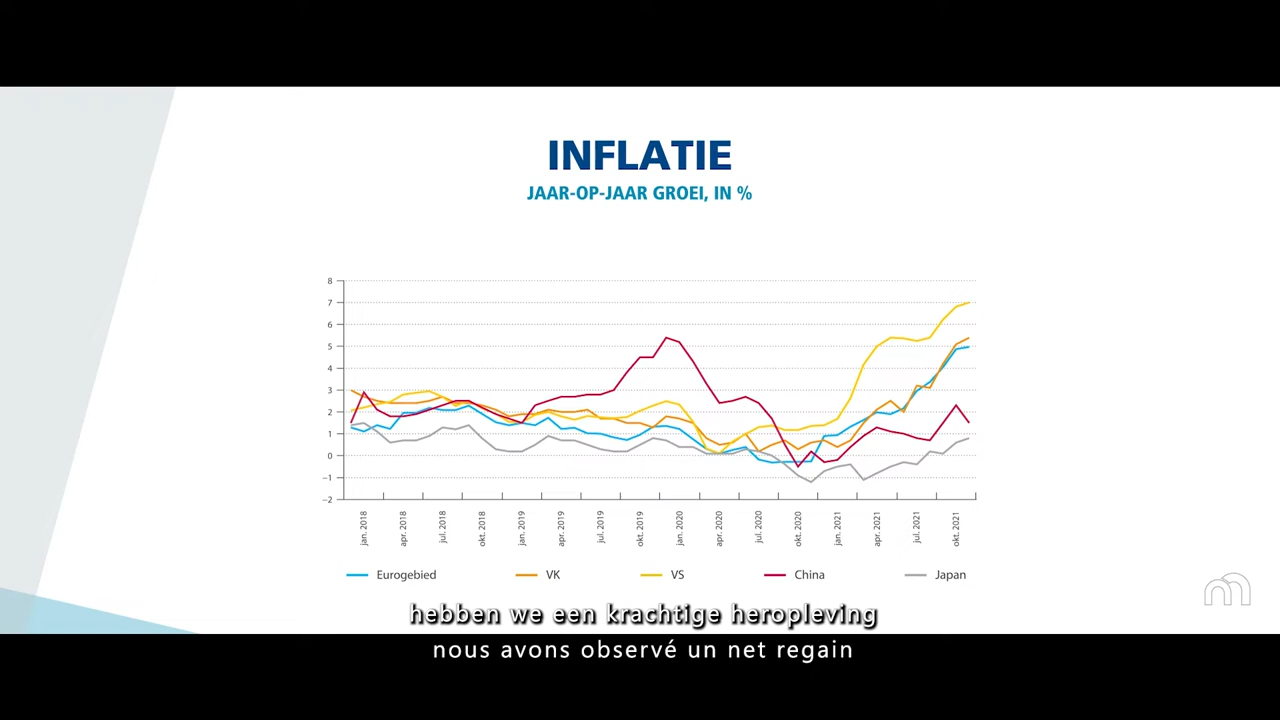 INFLATIE
JAAR-OP-JAAR GROEI, IN %
8
7
6
5
4
3
2
1
0
−1
−2
jan. 2018
apr. 2018
jul. 2018
okt. 2018
jan. 2019
apr. 2019
jul. 2019
okt. 2019
jan. 2020
apr. 2020
jul. 2020
okt. 2020
jan. 2021
apr. 2021
jul. 2021
okt. 2021
Eurogebied VK VS China Japan
hebben we een krachtige heropleving
nous avons observé un net regain